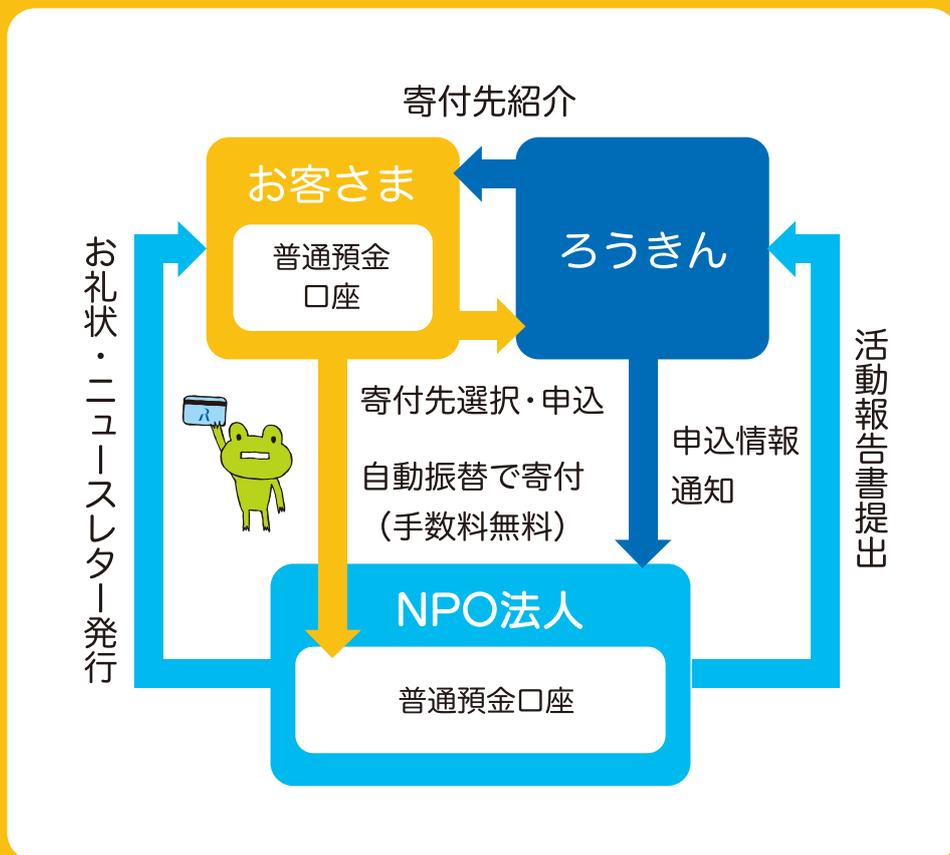 寄付先紹介
お客さま
普通預金
口座
ろうきん
お礼状・ニュースレター発行
寄付先選択・申込
自動振替で寄付
（手数料無料）
申込情報
通知
活動報告書提出
NPO法人
普通預金口座